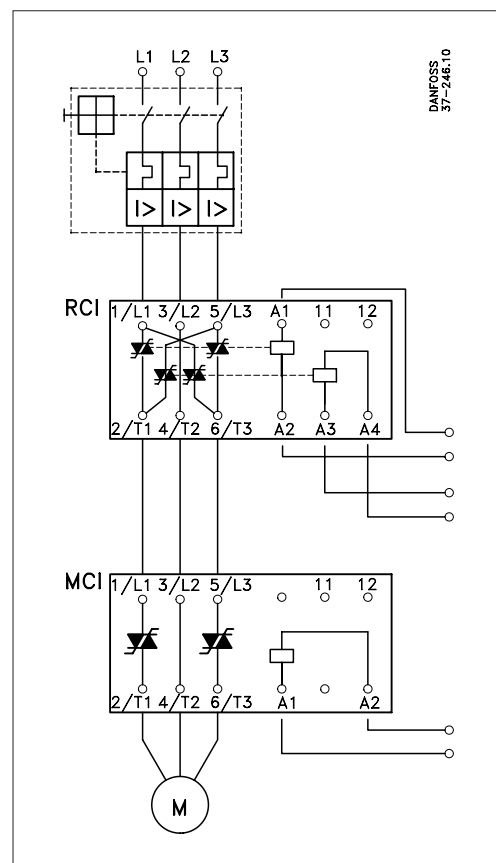 L1 L2 L3
DANFOSS
37-246.10
I> I> I>
RCI
1/L1 3/L2 5/L3 A1 11 12
2/T1 4/T2 6/T3 A2 A3 A4
MCI
1/L1 3/L2 5/L3 11 12
2/T1 4/T2 6/T3 A1 A2
M